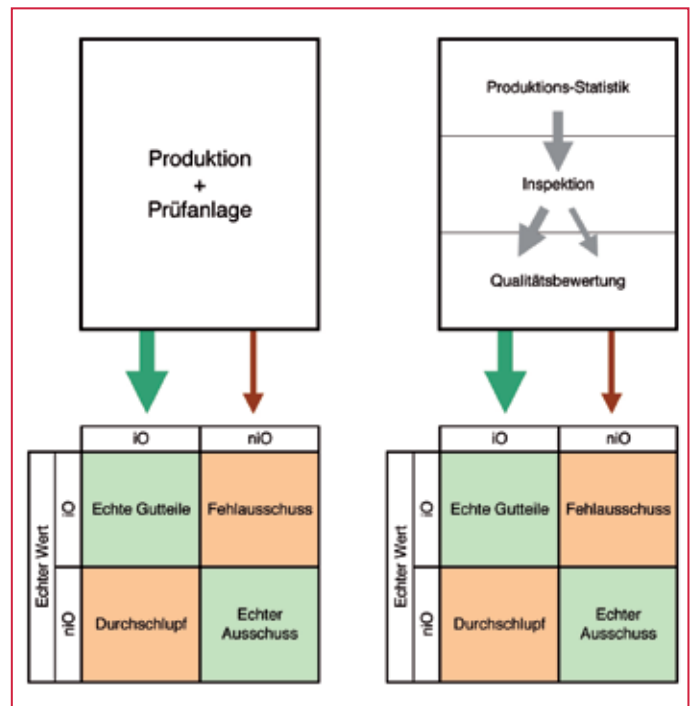 Produktion
+
Prüfanlage
iO
niO
Echter Wert
iO
niO
Echte Gutteile
Fehlausschuss
Durchschlupf
Echter
Ausschuss
Produktions-Statistik
Inspektion
Qualitätsbewertung
iO
niO
Echter Wert
iO
niO
Echte Gutteile
Fehlausschuss
Durchschlupf
Echter
Ausschuss